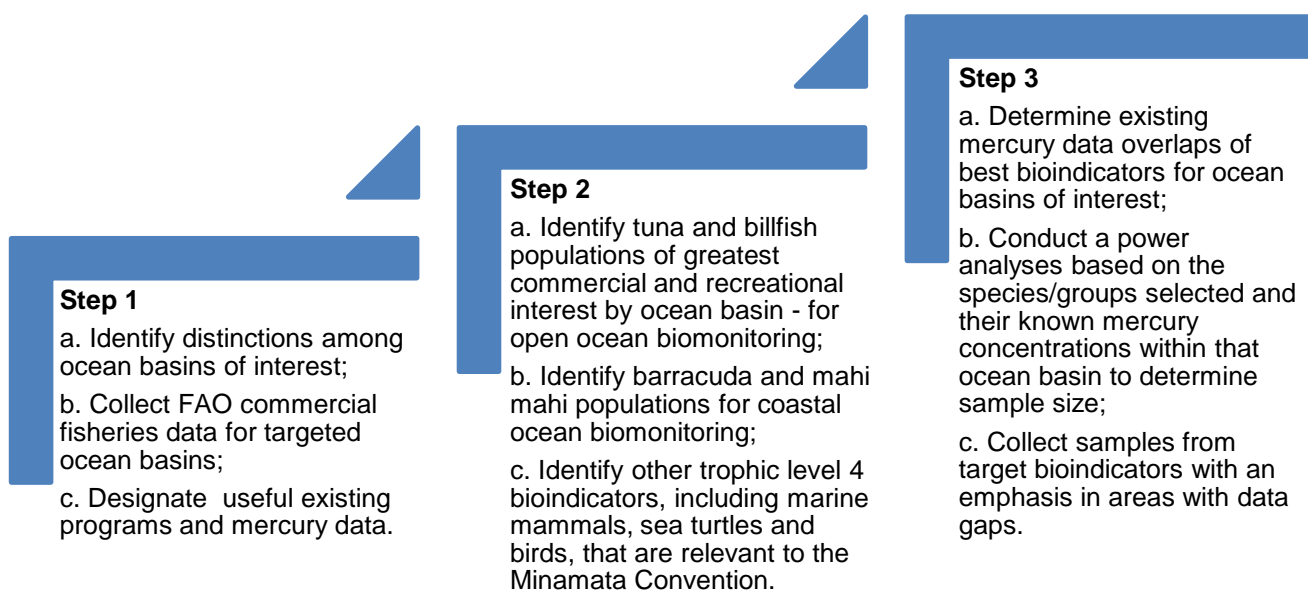 Step 1
a. Identify distinctions among
ocean basins of interest;
b. Collect FAO commercial
fisheries data for targeted
ocean basins;
c. Designate  useful existing
programs and mercury data.
Step 2
a. Identify tuna and billfish
populations of greatest
commercial and recreational
interest by ocean basin - for
open ocean biomonitoring;
b. Identify barracuda and mahi
mahi populations for coastal
ocean biomonitoring;
c. Identify other trophic level 4
bioindicators, including marine
mammals, sea turtles and
birds, that are relevant to the
Minamata Convention.
Step 3
a. Determine existing
mercury data overlaps of
best bioindicators for ocean
basins of interest;
b. Conduct a power
analyses based on the
species/groups selected and
their known mercury
concentrations within that
ocean basin to determine
sample size;
c. Collect samples from
target bioindicators with an
emphasis in areas with data
gaps.